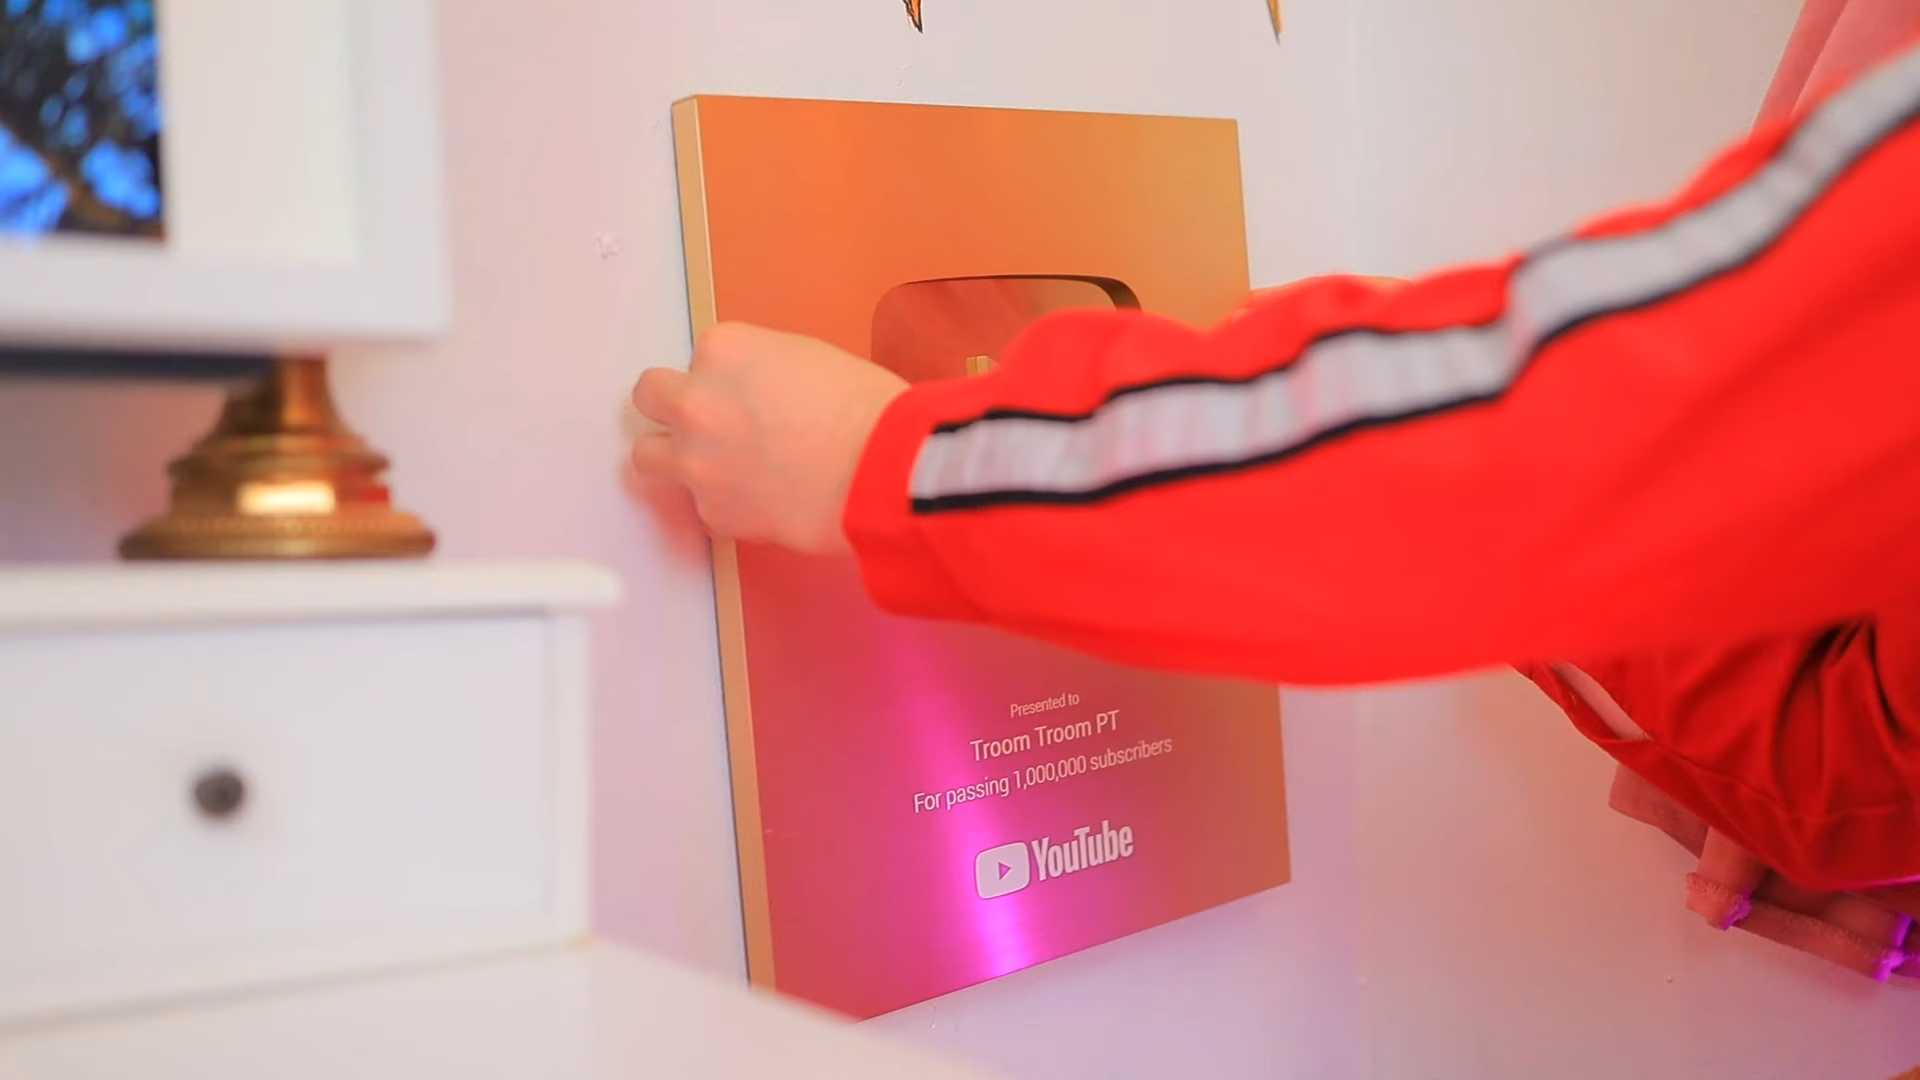 Presented to
Troom Troom PT
For passing 1,000,000 subscribers
YouTube